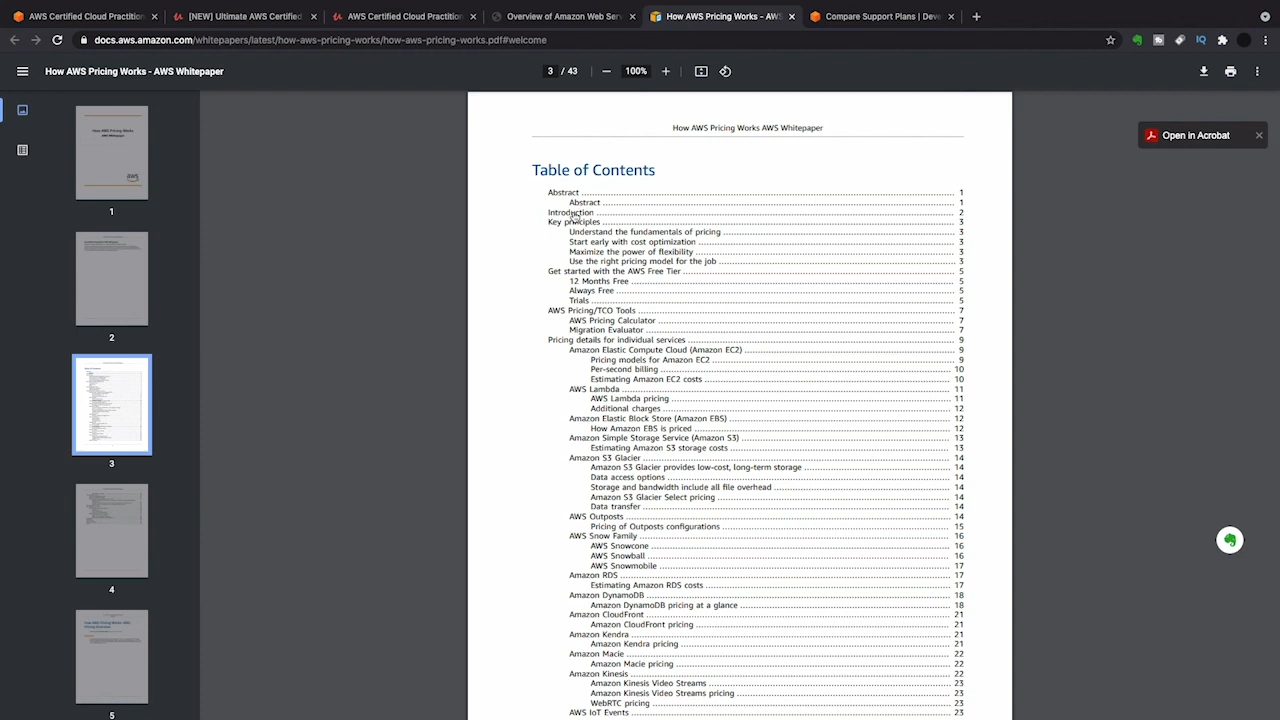 AWS Certified Cloud Practition
[NEW] Ultimate AWS Certified
AWS Certified Cloud Practition
Overview of Amazon Web Serv
How AWS Pricing Works - AWS
Compare Support Plans | Deve
docs.aws.amazon.com/whitepapers/latest/how-aws-pricing-works/how-aws-pricing-works.pdf#welcome
IQ
How AWS Pricing Works - AWS Whitepaper
3 / 43
100%
Open in Acrobat
How AWS Pricing Works
aws
1
2
3
4
5
How AWS Pricing Works AWS Whitepaper
Table of Contents
Abstract 1
Abstract 1
Introduction 2
Key principles 3
Understand the fundamentals of pricing 3
Start early with cost optimization 3
Maximize the power of flexibility 3
Use the right pricing model for the job 3
Get started with the AWS Free Tier 5
12 Months Free 5
Always Free 5
Trials 5
AWS Pricing/TCO Tools 7
AWS Pricing Calculator 7
Migration Evaluator 7
Pricing details for individual services 9
Amazon Elastic Compute Cloud (Amazon EC2) 9
Pricing models for Amazon EC2 9
Per-second billing 10
Estimating Amazon EC2 costs 10
AWS Lambda 11
AWS Lambda pricing 11
Additional charges 12
Amazon Elastic Block Store (Amazon EBS) 12
How Amazon EBS is priced 12
Amazon Simple Storage Service (Amazon S3) 13
Estimating Amazon S3 storage costs 13
Amazon S3 Glacier 14
Amazon S3 Glacier provides low-cost, long-term storage 14
Data access options 14
Storage and bandwidth include all file overhead 14
Amazon S3 Glacier Select pricing 14
Data transfer 14
AWS Outposts 14
Pricing of Outposts configurations 15
AWS Snow Family 16
AWS Snowcone 16
AWS Snowball 16
AWS Snowmobile 17
Amazon RDS 17
Estimating Amazon RDS costs 17
Amazon DynamoDB 18
Amazon DynamoDB pricing at a glance 18
Amazon CloudFront 21
Amazon CloudFront pricing 21
Amazon Kendra 21
Amazon Kendra pricing 21
Amazon Macie 22
Amazon Macie pricing 22
Amazon Kinesis 22
Amazon Kinesis Video Streams 23
Amazon Kinesis Video Streams pricing 23
WebRTC pricing 23
AWS IoT Events 23